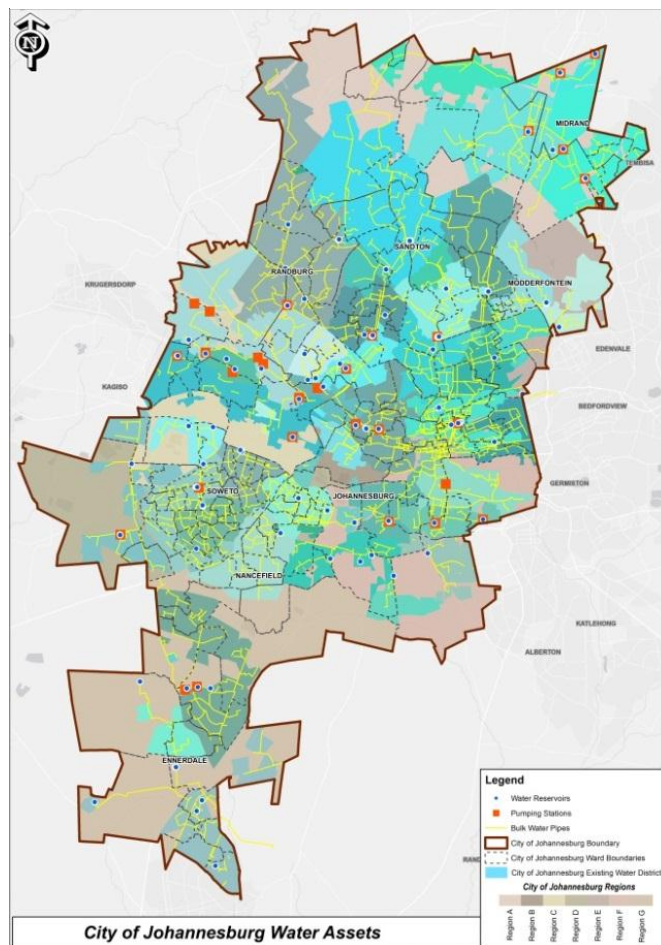 N
MIDRAND
TEMBISA
SANDTON
RANDBURG
MODDERFONTEIN
KRUGERSDORP
EDENVALE
KAGISO
BEDFORDVIEW
GERMISTON
SOWETO
JOHANNESBURG
NANCEFIELD
KATLEHONG
ALBERTON
ENNERDALE
RAND
Legend
Water Reservoirs
Pumping Stations
Bulk Water Pipes
City of Johannesburg Boundary
City of Johannesburg Ward Boundaries
City of Johannesburg Existing Water District
City of Johannesburg Regions
Region A
Region B
Region C
Region D
Region E
Region F
Region G
City of Johannesburg Water Assets